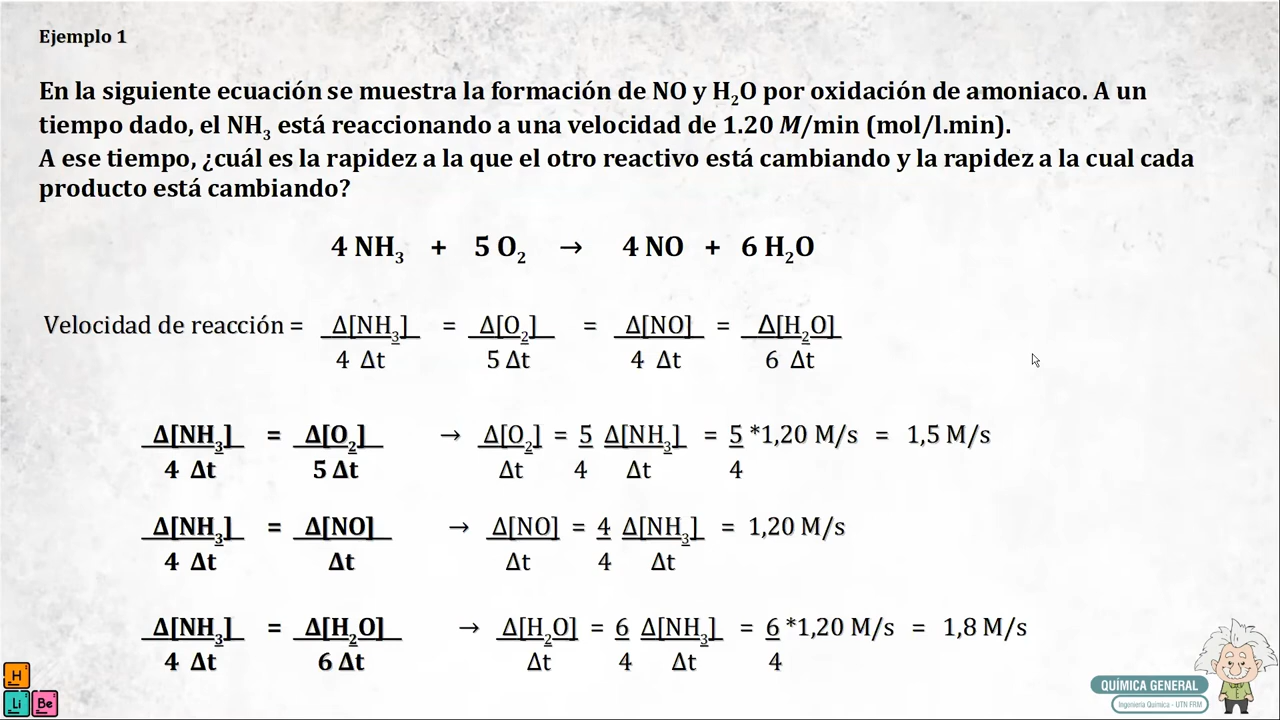 Ejemplo 1
En la siguiente ecuación se muestra la formación de NO y H₂O por oxidación de amoniaco. A un
tiempo dado, el NH₃ está reaccionando a una velocidad de 1.20 M/min (mol/l.min).
A ese tiempo, ¿cuál es la rapidez a la que el otro reactivo está cambiando y la rapidez a la cual cada
producto está cambiando?
4 NH₃ + 5 O₂ → 4 NO + 6 H₂O
Velocidad de reacción = Δ[NH₃] = Δ[O₂] = Δ[NO] = Δ[H₂O]
4 Δt 5 Δt 4 Δt 6 Δt
Δ[NH₃] = Δ[O₂] → Δ[O₂] = 5 Δ[NH₃] = 5 *1,20 M/s = 1,5 M/s
4 Δt 5 Δt Δt 4 Δt 4
Δ[NH₃] = Δ[NO] → Δ[NO] = 4 Δ[NH₃] = 1,20 M/s
4 Δt Δt Δt 4 Δt
Δ[NH₃] = Δ[H₂O] → Δ[H₂O] = 6 Δ[NH₃] = 6 *1,20 M/s = 1,8 M/s
4 Δt 6 Δt Δt 4 Δt 4
H
Li Be
QUÍMICA GENERAL
Ingeniería Química - UTN FRM